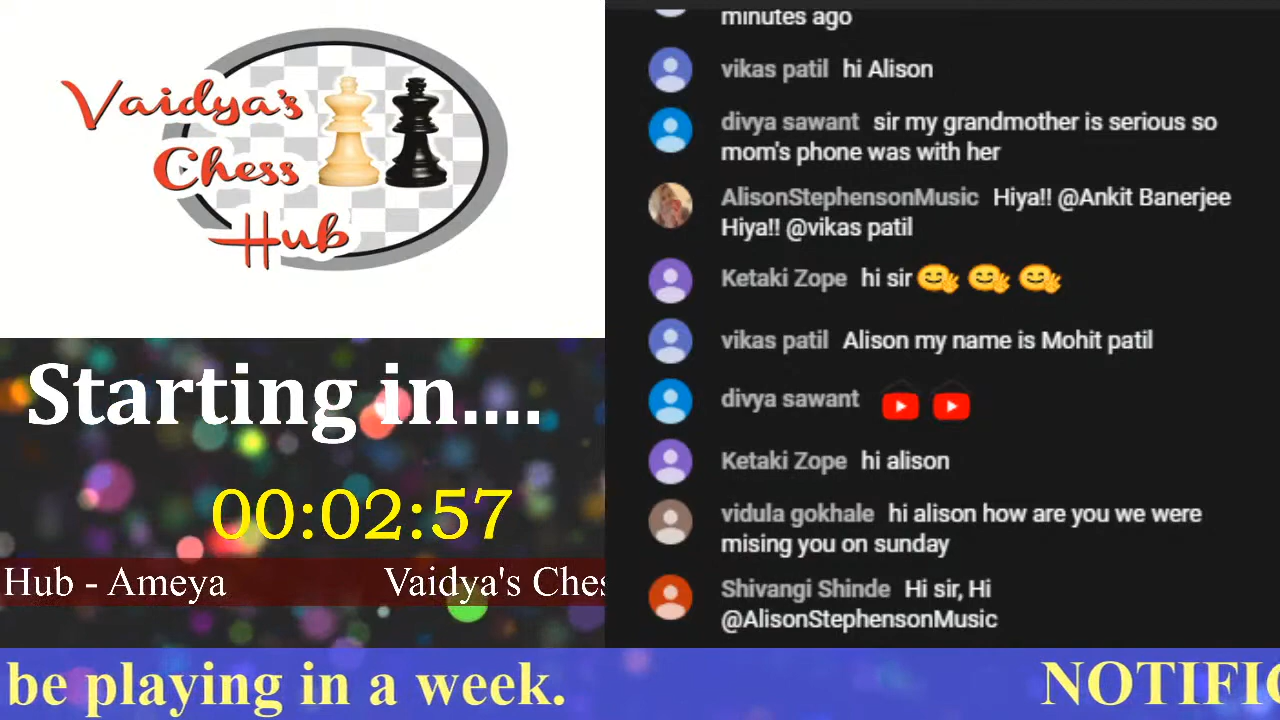 Vaidya's
Chess
Hub
Starting in....
00:02:57
Hub - Ameya Vaidya's Ches
be playing in a week. NOTIFIC
minutes ago
vikas patil hi Alison
divya sawant sir my grandmother is serious so
mom's phone was with her
AlisonStephensonMusic Hiya!! @Ankit Banerjee
Hiya!! @vikas patil
Ketaki Zope hi sir
vikas patil Alison my name is Mohit patil
divya sawant
Ketaki Zope hi alison
vidula gokhale hi alison how are you we were
mising you on sunday
Shivangi Shinde Hi sir, Hi
@AlisonStephensonMusic